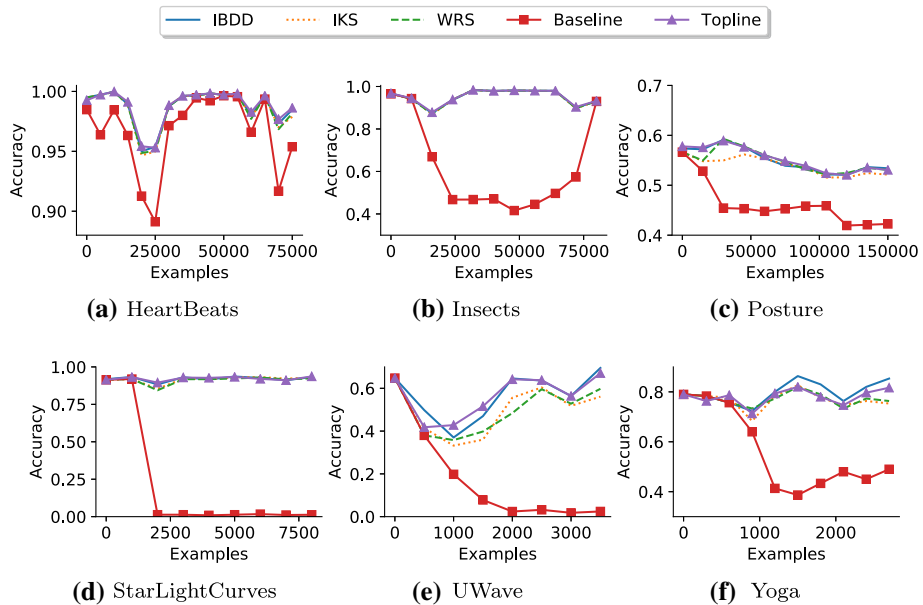 IBDD IKS WRS Baseline Topline
1.00
0.95
0.90
Accuracy
0 25000 50000 75000
Examples
(a) HeartBeats
1.0
0.8
0.6
0.4
Accuracy
0 25000 50000 75000
Examples
(b) Insects
0.7
0.6
0.5
0.4
Accuracy
0 50000 100000 150000
Examples
(c) Posture
1.00
0.75
0.50
0.25
0.00
Accuracy
0 2500 5000 7500
Examples
(d) StarLightCurves
0.6
0.4
0.2
0.0
Accuracy
0 1000 2000 3000
Examples
(e) UWave
0.8
0.6
0.4
Accuracy
0 1000 2000
Examples
(f) Yoga